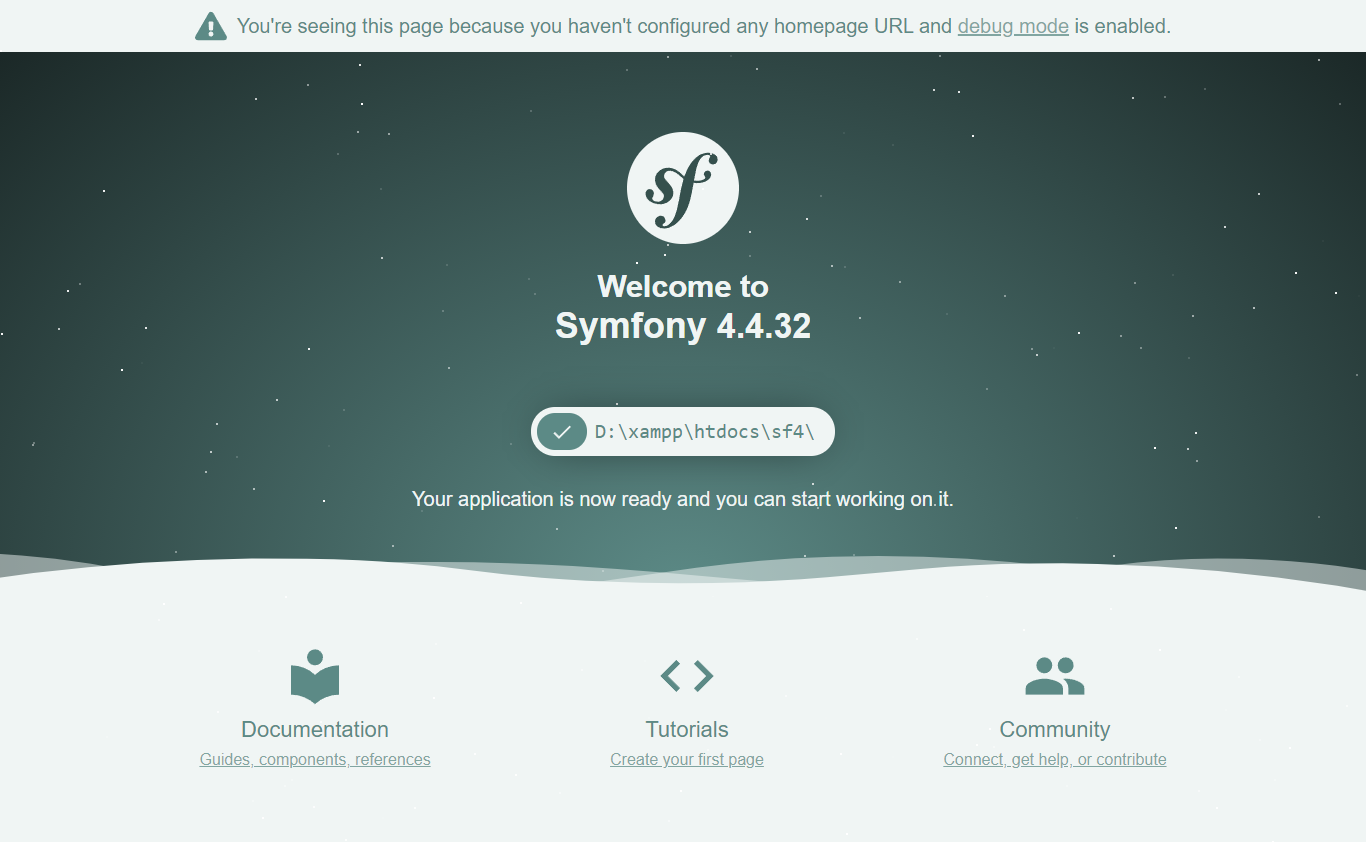 You're seeing this page because you haven't configured any homepage URL and debug mode is enabled.
sf
Welcome to
Symfony 4.4.32
D:\xampp\htdocs\sf4\
Your application is now ready and you can start working on it.
Documentation
Guides, components, references
Tutorials
Create your first page
Community
Connect, get help, or contribute